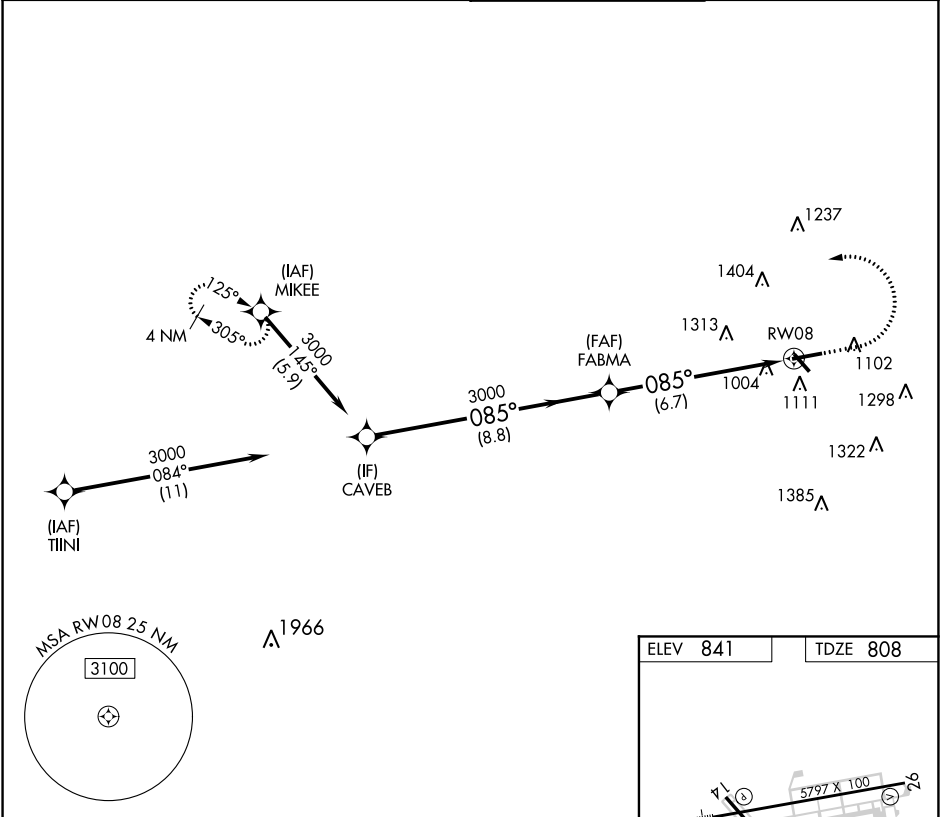 1237
1404
(IAF)
MIKEE
125°
305°
4 NM
1313
RW08
3000
145°
(5.9)
(FAF)
FABMA
1102
1004
085°
(6.7)
1111
1298
3000
085°
(8.8)
1322
3000
084°
(11)
(IF)
CAVEB
1385
(IAF)
TIINI
1966
MSA RW08 25 NM
3100
ELEV 841
TDZE 808
14
P
5797 X 100
V
26